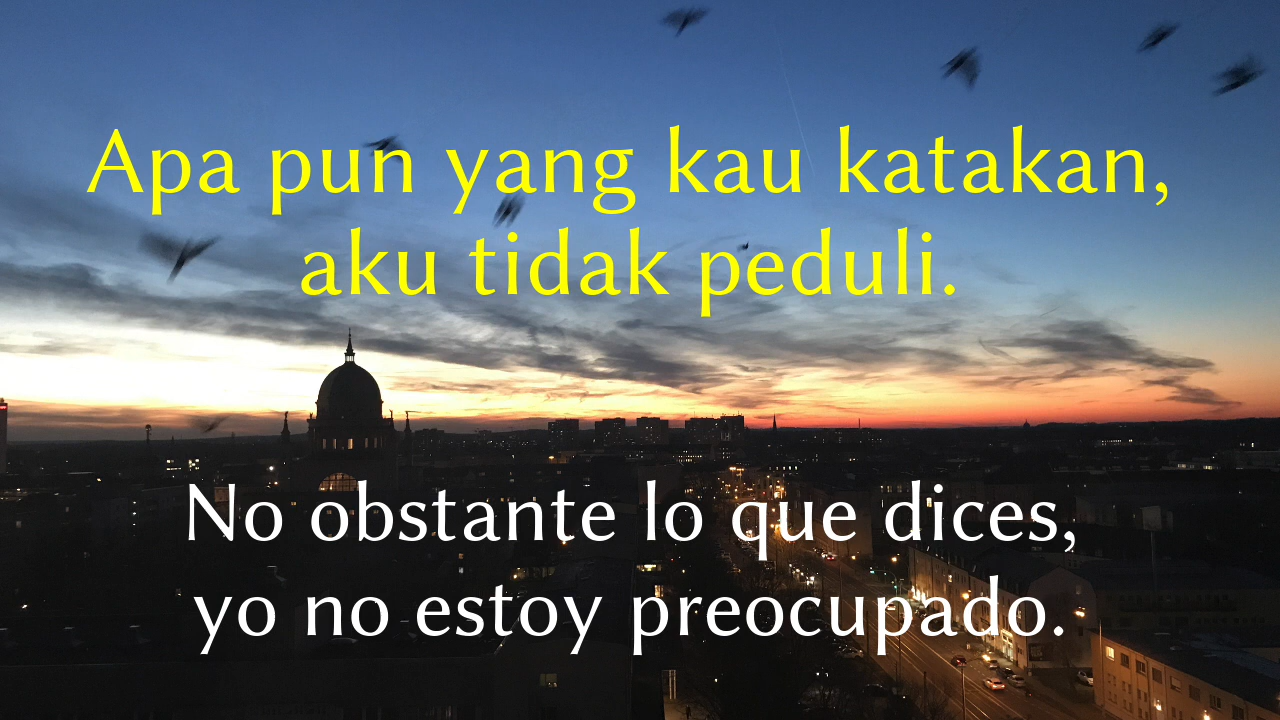 Apa pun yang kau katakan,
aku tidak peduli.
No obstante lo que dices,
yo no estoy preocupado.